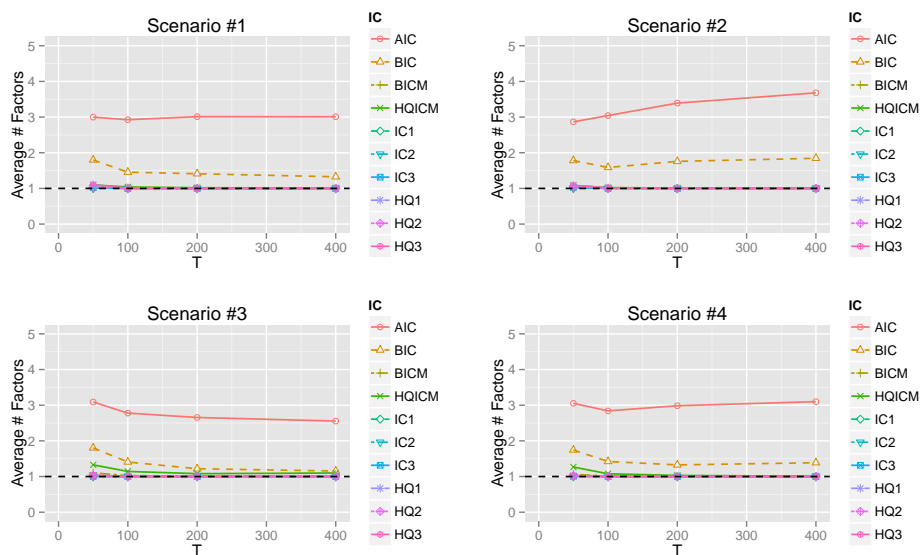 Scenario #1
Average # Factors
5
4
3
2
1
0
0
100
200
300
400
T
IC
AIC
BIC
BICM
HQICM
IC1
IC2
IC3
HQ1
HQ2
HQ3
Scenario #2
Average # Factors
5
4
3
2
1
0
0
100
200
300
400
T
IC
AIC
BIC
BICM
HQICM
IC1
IC2
IC3
HQ1
HQ2
HQ3
Scenario #3
Average # Factors
5
4
3
2
1
0
0
100
200
300
400
T
IC
AIC
BIC
BICM
HQICM
IC1
IC2
IC3
HQ1
HQ2
HQ3
Scenario #4
Average # Factors
5
4
3
2
1
0
0
100
200
300
400
T
IC
AIC
BIC
BICM
HQICM
IC1
IC2
IC3
HQ1
HQ2
HQ3